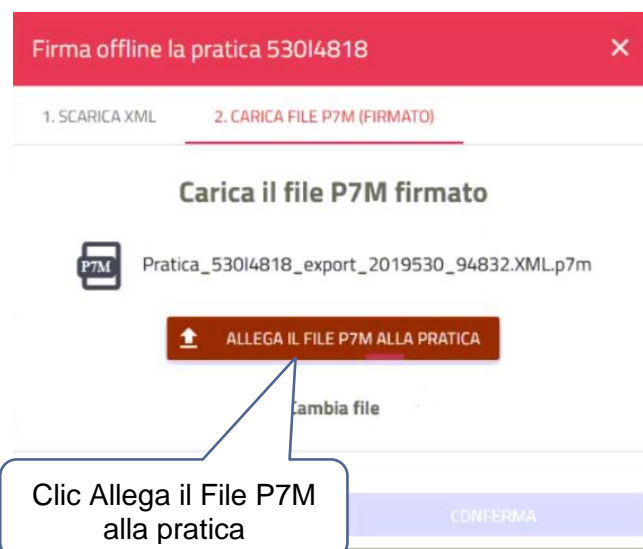 Firma offline la pratica 530I4818
1. SCARICA XML 2. CARICA FILE P7M (FIRMATO)
Carica il file P7M firmato
P7M Pratica_530I4818_export_2019530_94832.XML.p7m
ALLEGA IL FILE P7M ALLA PRATICA
Cambia file
Clic Allega il File P7M
alla pratica
CONFERMA